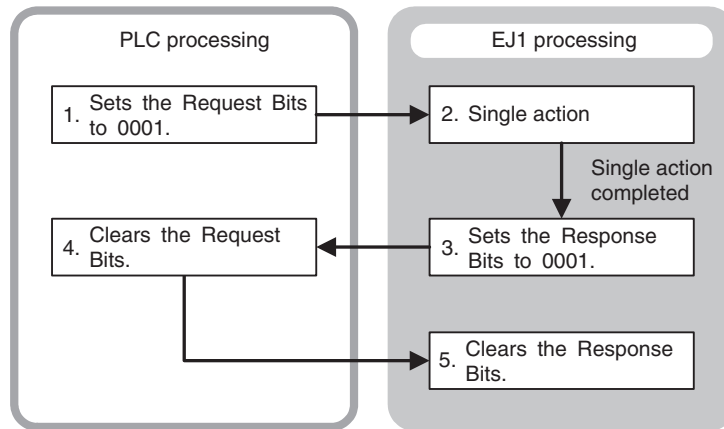 PLC processing
EJ1 processing
1. Sets the Request Bits
to 0001.
2. Single action
Single action
completed
3. Sets the Response
Bits to 0001.
4. Clears the Request
Bits.
5. Clears the Response
Bits.